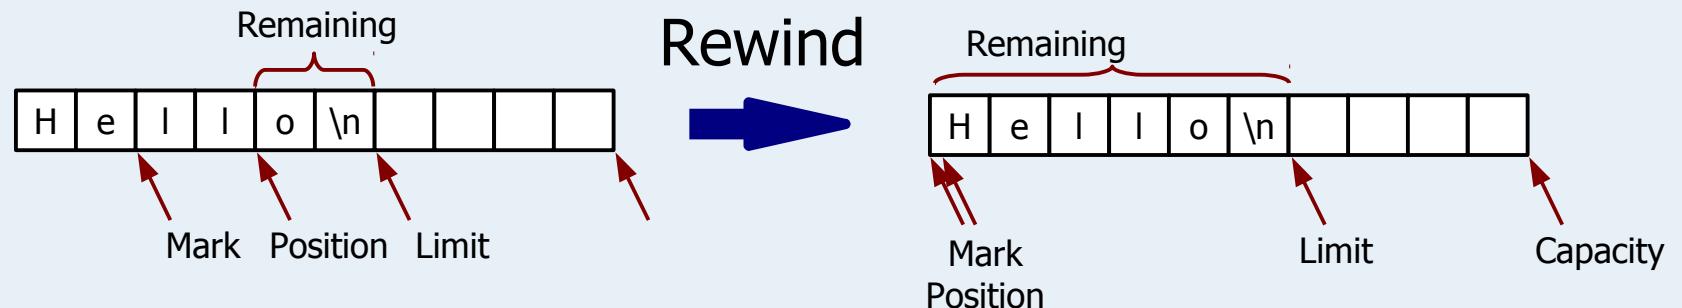 Remaining
Rewind
Remaining
H e l l o \n
H e l l o \n
Mark Position Limit
Mark
Position
Limit
Capacity